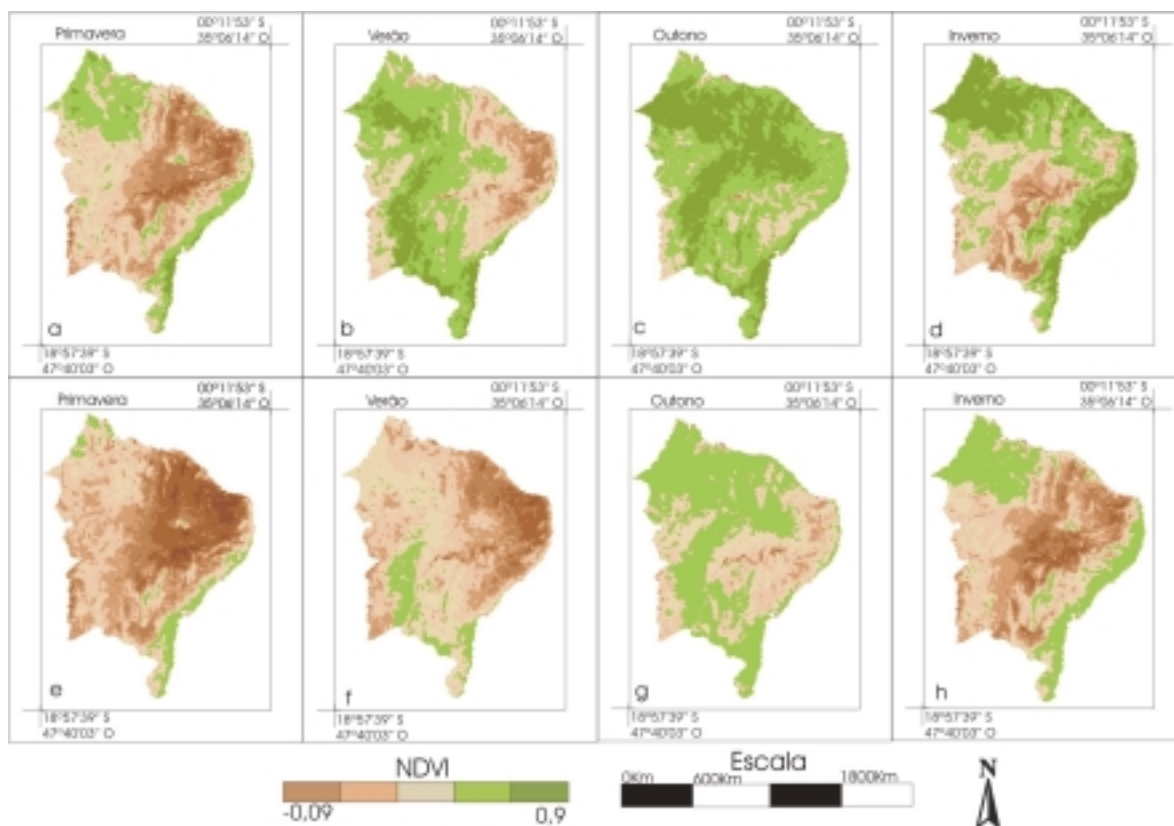 Primavera
00°11'53" S
35°06'14" O
Verão
00°11'53" S
35°06'14" O
Outono
00°11'53" S
35°06'14" O
Inverno
00°11'53" S
35°06'14" O
a
b
c
d
18°57'39" S
47°40'03" O
18°57'39" S
47°40'03" O
18°57'39" S
47°40'03" O
18°57'39" S
47°40'03" O
Primavera
00°11'53" S
35°06'14" O
Verão
00°11'53" S
35°06'14" O
Outono
00°11'53" S
35°06'14" O
Inverno
00°11'53" S
35°06'14" O
e
f
g
h
18°57'39" S
47°40'03" O
18°57'39" S
47°40'03" O
18°57'39" S
47°40'03" O
18°57'39" S
47°40'03" O
NDVI
-0,09 0,9
Escala
0Km 600Km 1800Km
N